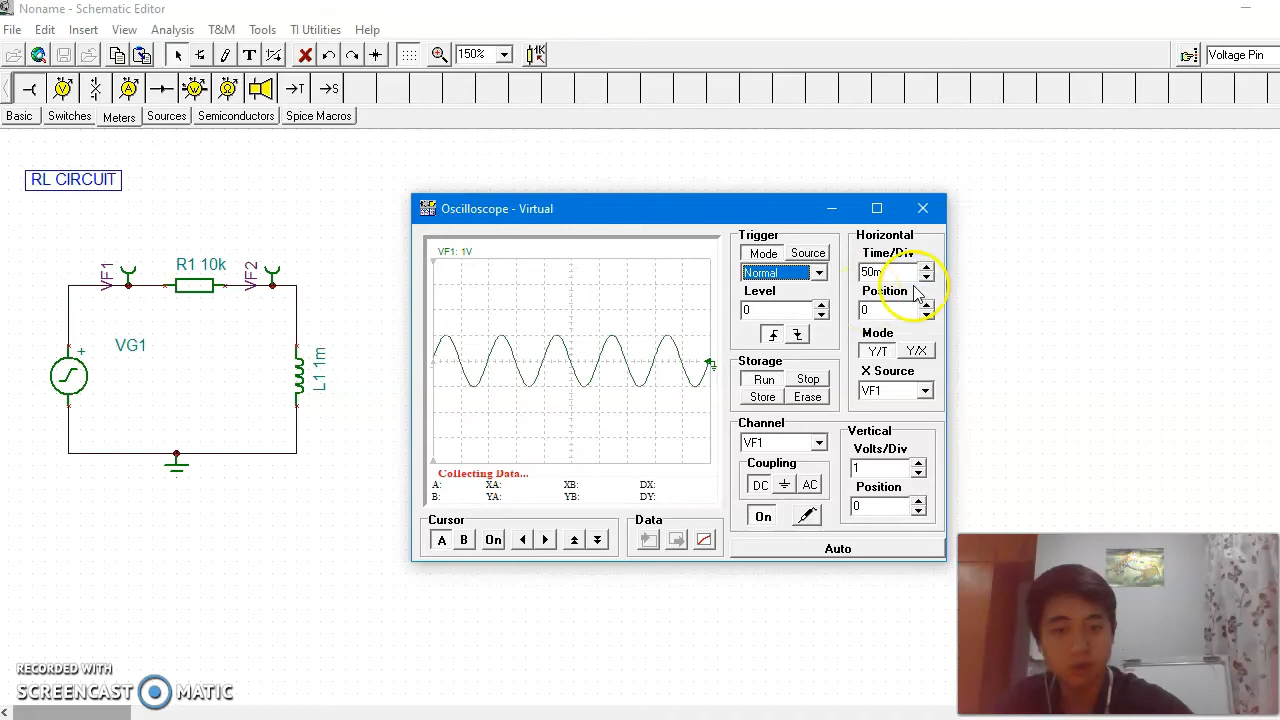 Noname - Schematic Editor
File Edit Insert View Analysis T&M Tools TI Utilities Help
150% Voltage Pin
Basic Switches Meters Sources Semiconductors Spice Macros
RL CIRCUIT
VF1 R1 10k VF2
VG1
L1 1m
Oscilloscope - Virtual
VF1: 1V
Collecting Data...
A: XA: XB: DX:
B: YA: YB: DY:
Cursor
A B On
Data
Trigger
Mode Source
Normal
Level
0
Storage
Run Stop
Store Erase
Channel
VF1
Coupling
DC AC
On
Horizontal
Time/Div
50m
Position
0
Mode
Y/T Y/X
X Source
VF1
Vertical
Volts/Div
1
Position
0
Auto
RECORDED WITH
SCREENCAST MATIC